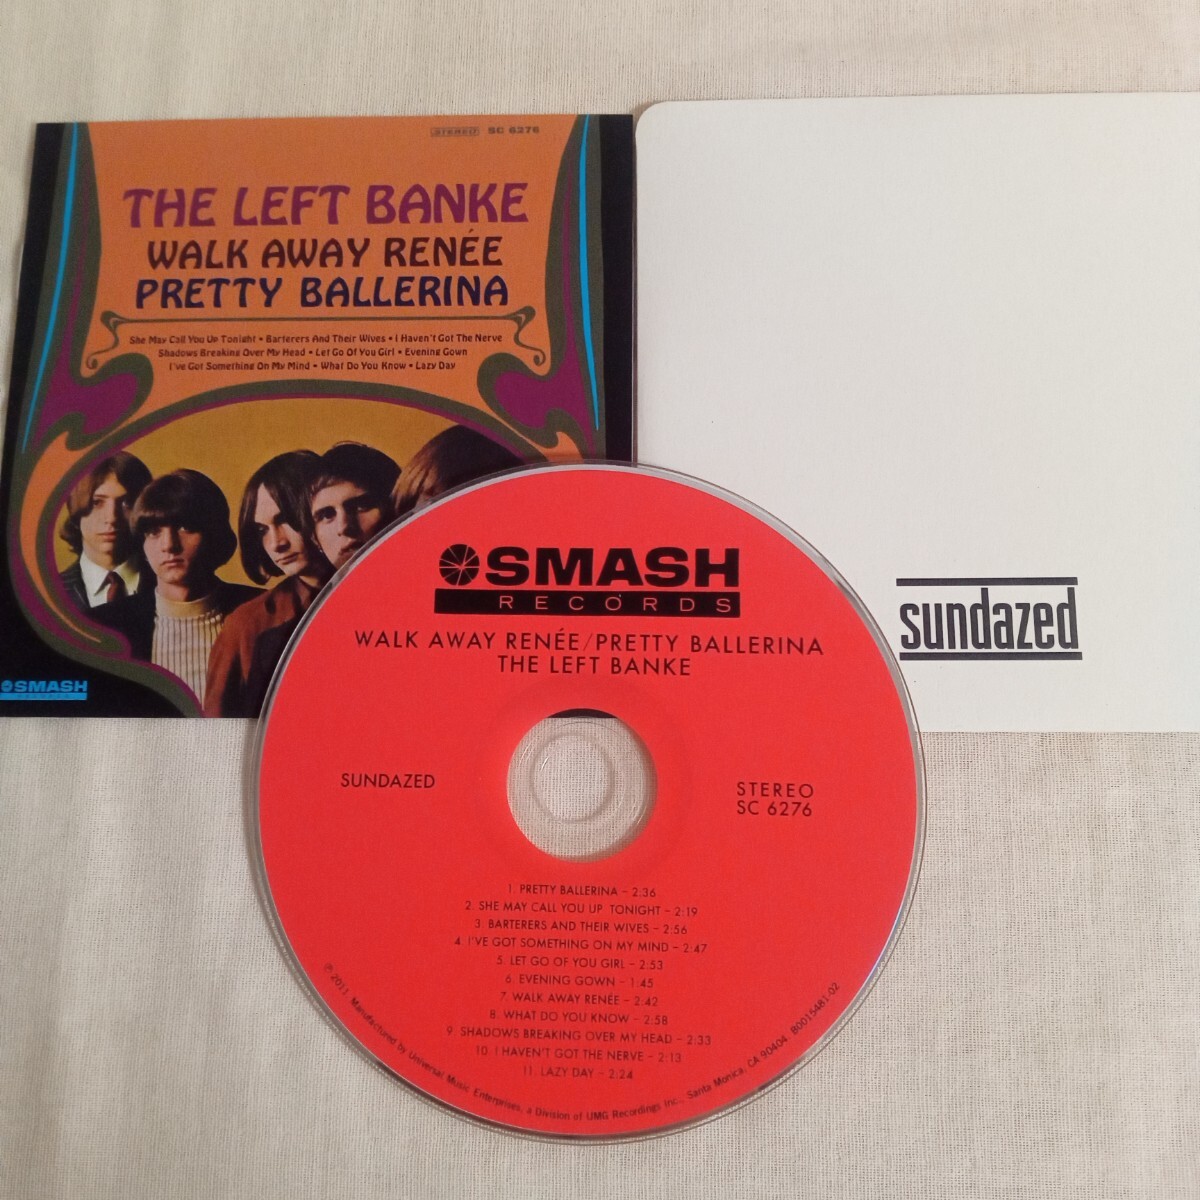 STEREO SC 6276
THE LEFT BANKE
WALK AWAY RENÉE
PRETTY BALLERINA
She May Call You Up Tonight • Barterers And Their Wives • I Haven't Got The Nerve
Shadows Breaking Over My Head • Let Go Of You Girl • Evening Gown
I've Got Something On My Mind • What Do You Know • Lazy Day
SMASH
RECORDS
sundazed
SMASH
RECORDS
WALK AWAY RENÉE/PRETTY BALLERINA
THE LEFT BANKE
SUNDAZED
STEREO
SC 6276
1. PRETTY BALLERINA – 2:36
2. SHE MAY CALL YOU UP TONIGHT – 2:19
3. BARTERERS AND THEIR WIVES – 2:56
4. I'VE GOT SOMETHING ON MY MIND – 2:47
5. LET GO OF YOU GIRL – 2:53
6. EVENING GOWN – 1:45
7. WALK AWAY RENÉE – 2:42
8. WHAT DO YOU KNOW – 2:58
9. SHADOWS BREAKING OVER MY HEAD – 2:33
10. I HAVEN'T GOT THE NERVE – 2:13
11. LAZY DAY – 2:24
℗ 2011. Manufactured by Universal Music Enterprises, a Division of UMG Recordings Inc., Santa Monica, CA 90404 B0015481-02